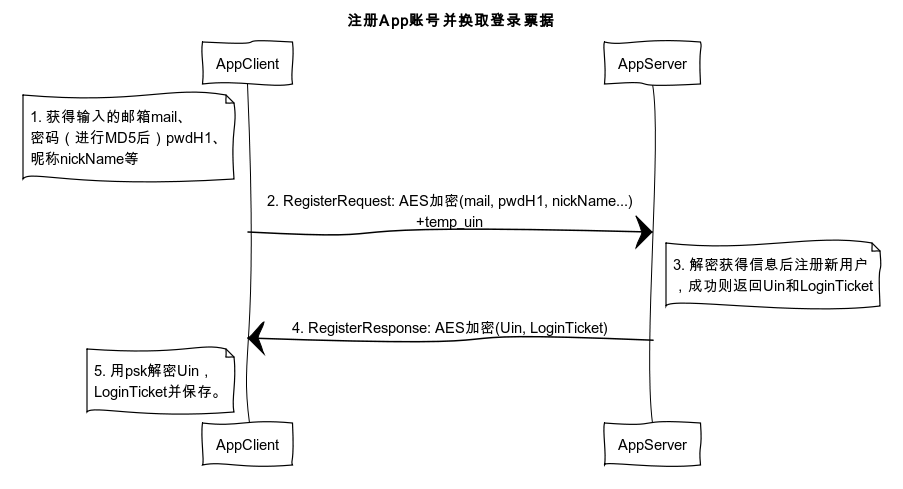 注册App账号并换取登录票据
AppClient
AppServer
1. 获得输入的邮箱mail、
密码（进行MD5后）pwdH1、
昵称nickName等
2. RegisterRequest: AES加密(mail, pwdH1, nickName...)
+temp_uin
3. 解密获得信息后注册新用户
，成功则返回Uin和LoginTicket
4. RegisterResponse: AES加密(Uin, LoginTicket)
5. 用psk解密Uin，
LoginTicket并保存。
AppClient
AppServer